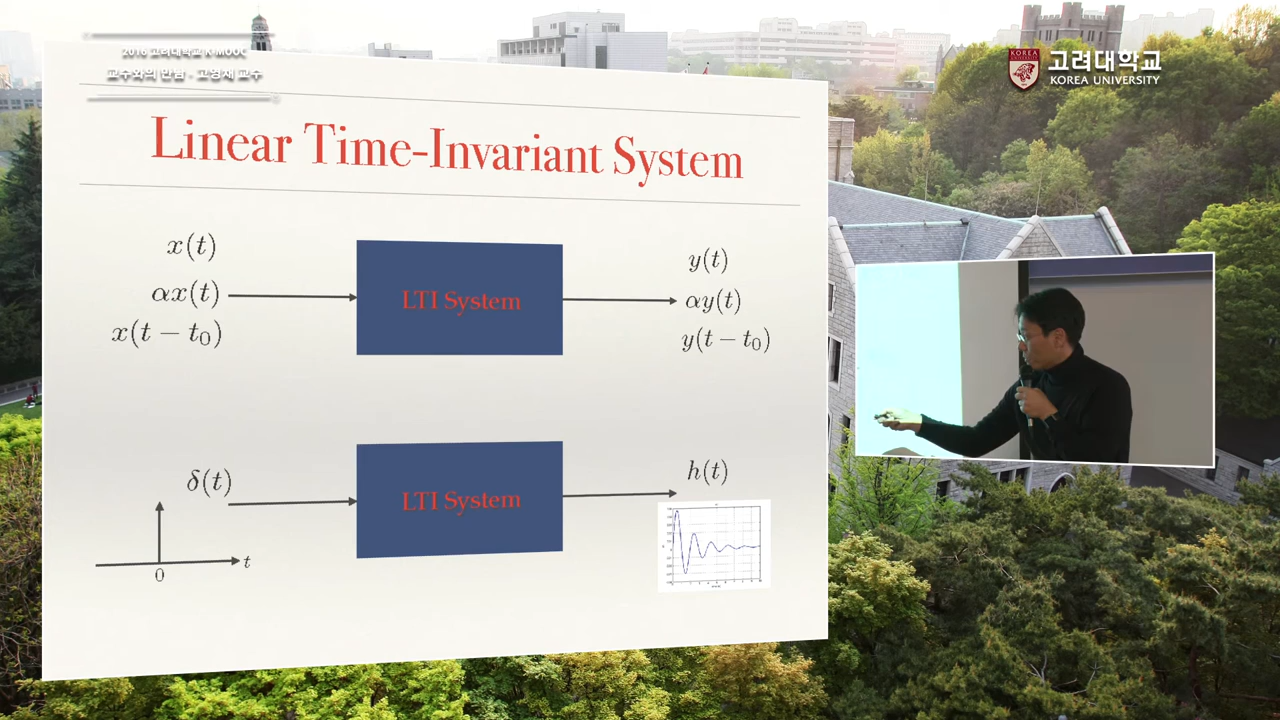 2016 고려대학교 K-MOOC
교수와의 만남 - 고영채 교수
고려대학교
KOREA
KOREA UNIVERSITY
Linear Time-Invariant System
x(t)
αx(t)
x(t − t₀)
LTI System
y(t)
αy(t)
y(t − t₀)
δ(t)
0
t
LTI System
h(t)